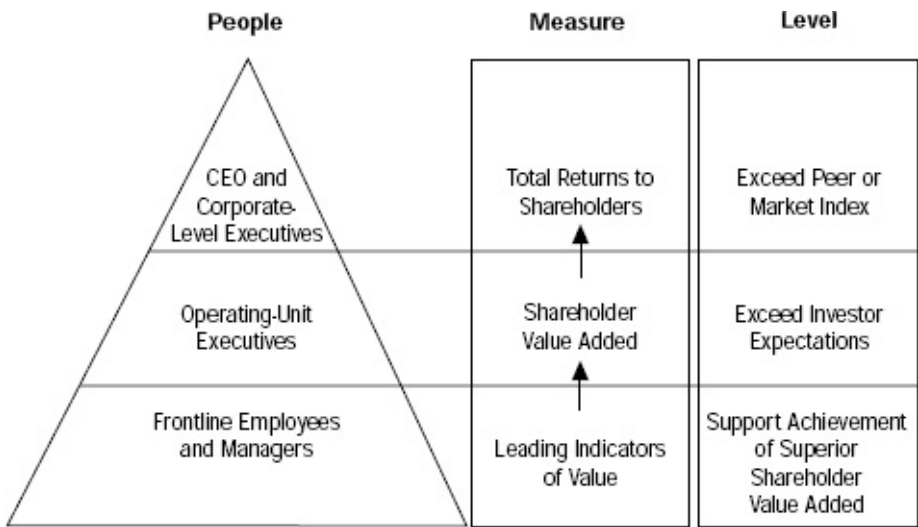 People
Measure
Level
CEO and
Corporate-
Level Executives
Total Returns to
Shareholders
Exceed Peer or
Market Index
Operating-Unit
Executives
Shareholder
Value Added
Exceed Investor
Expectations
Frontline Employees
and Managers
Leading Indicators
of Value
Support Achievement
of Superior
Shareholder
Value Added